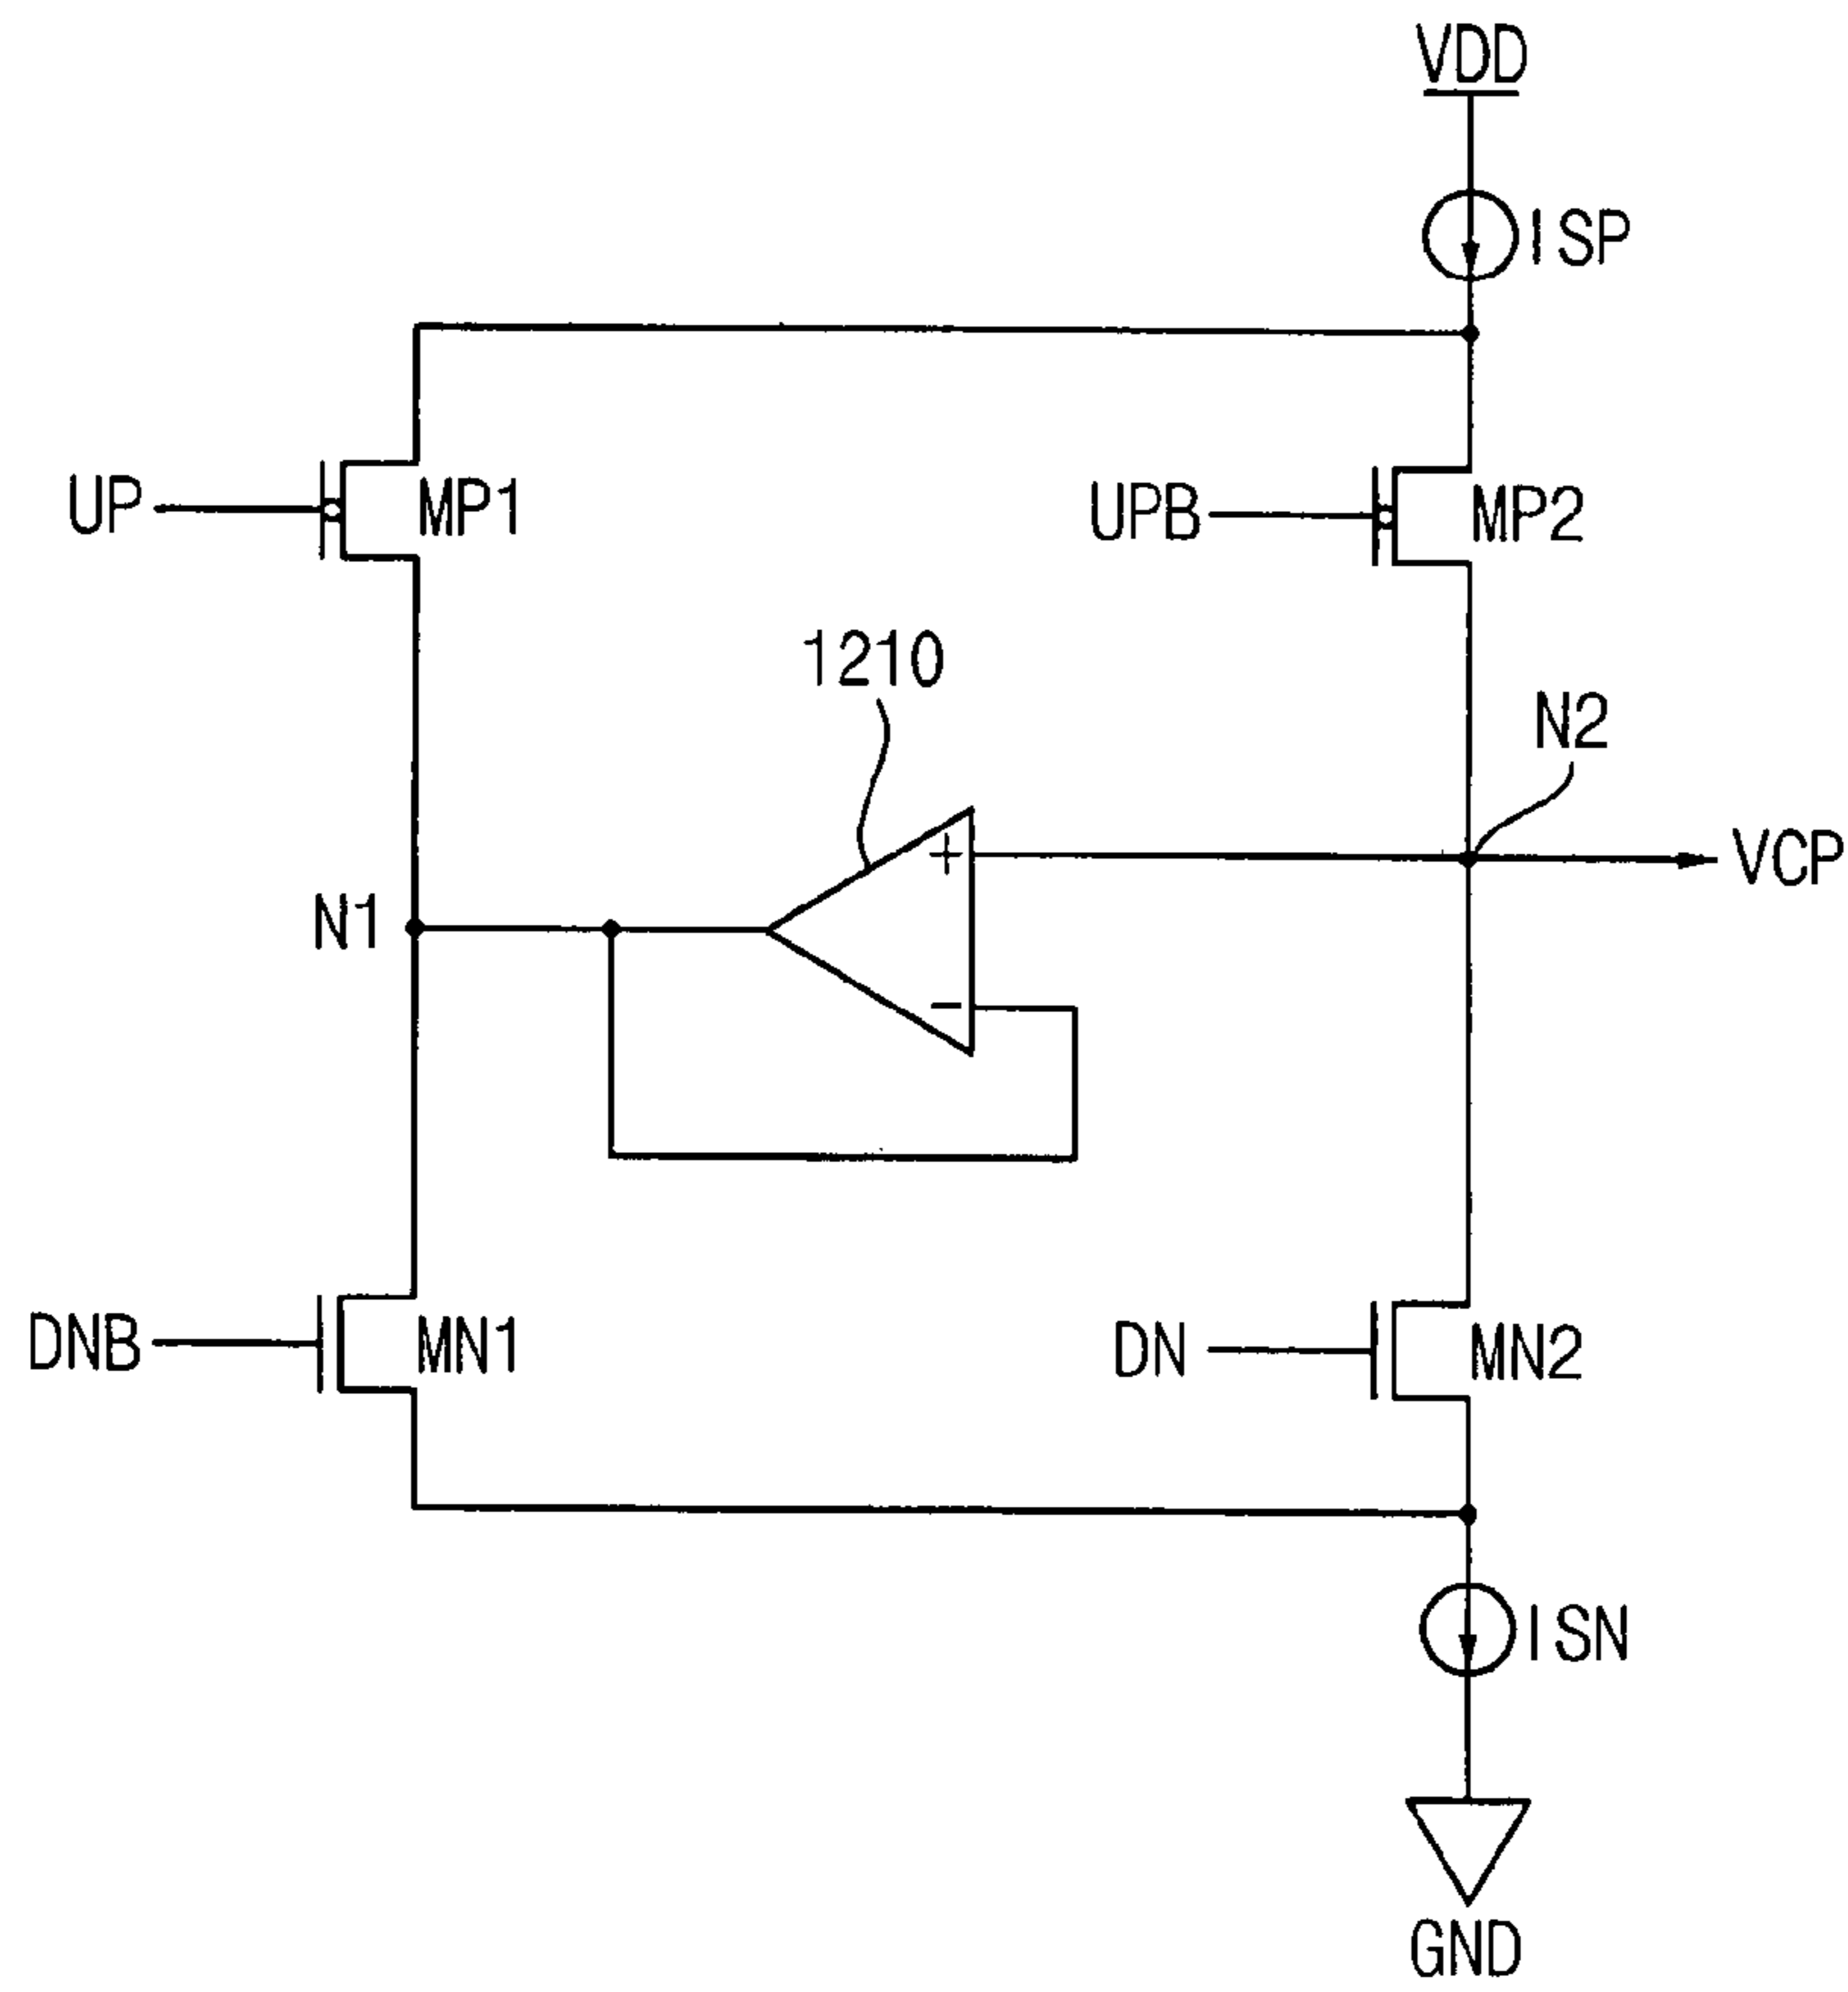 VDD
ISP
UP
MP1
UPB
MP2
1210
N2
+
VCP
N1
−
DNB
MN1
DN
MN2
ISN
GND